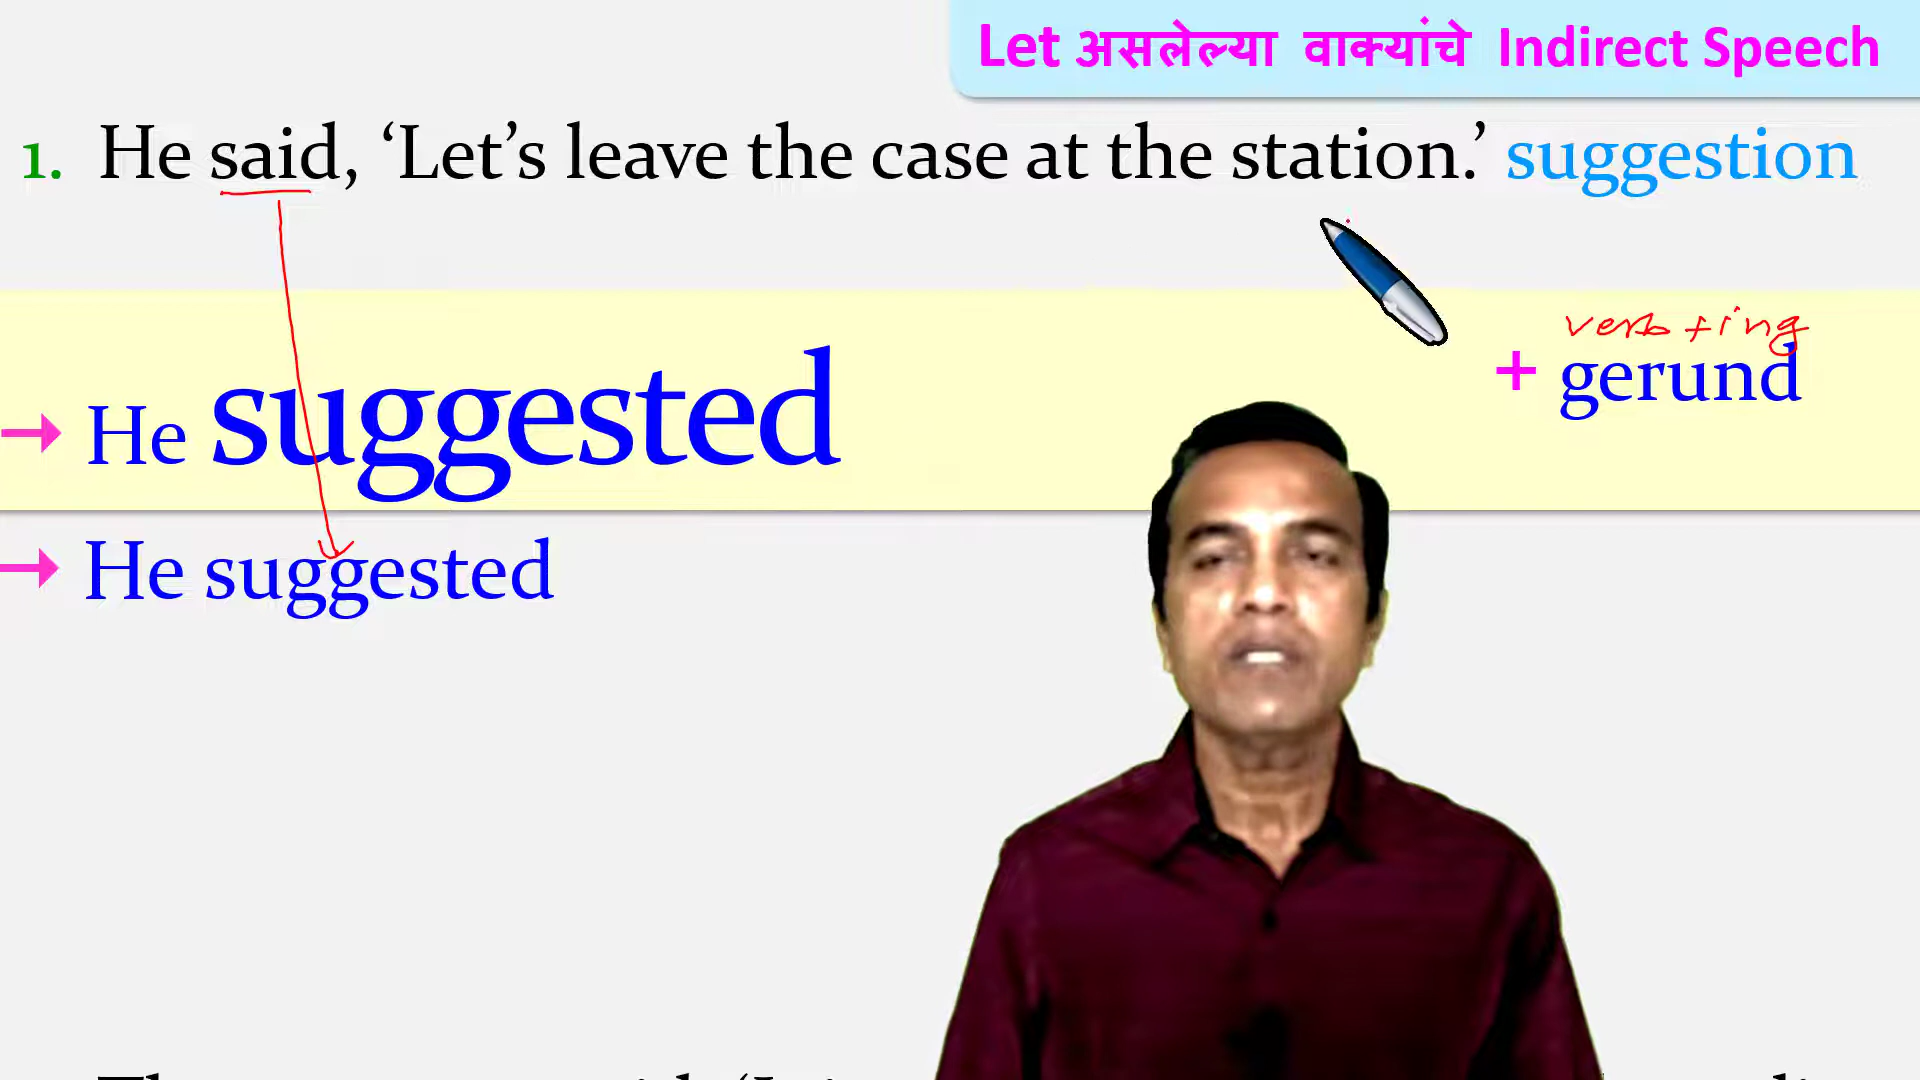 Let असलेल्या वाक्यांचे Indirect Speech
1. He said, ‘Let’s leave the case at the station.’ suggestion
verb + ing
→ He suggested + gerund
→ He suggested